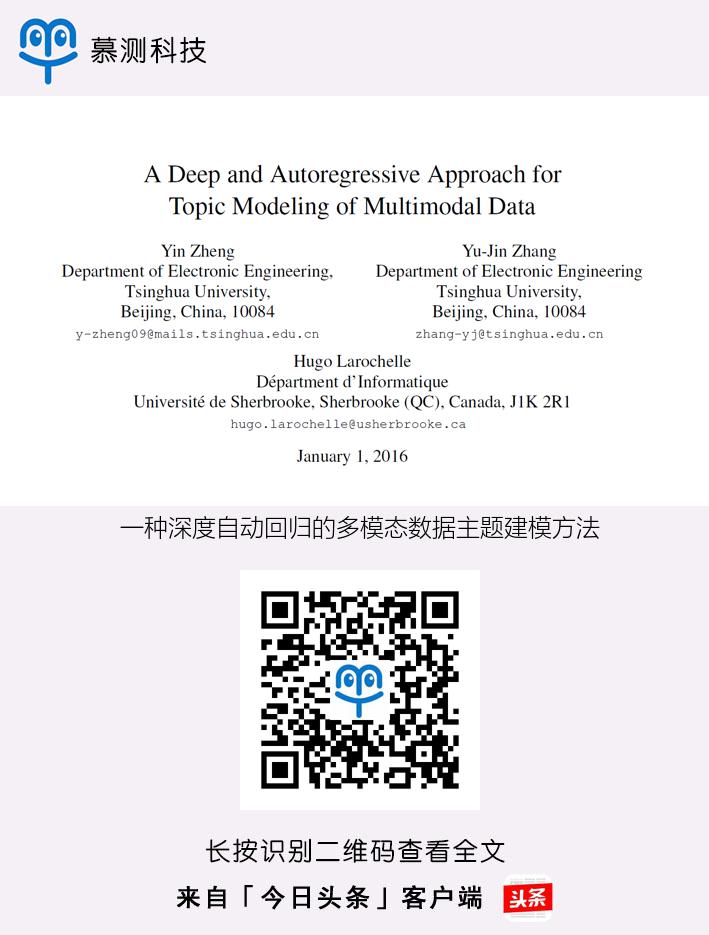 慕测科技
A Deep and Autoregressive Approach for
Topic Modeling of Multimodal Data
Yin Zheng
Department of Electronic Engineering,
Tsinghua University,
Beijing, China, 10084
y-zheng09@mails.tsinghua.edu.cn
Yu-Jin Zhang
Department of Electronic Engineering
Tsinghua University,
Beijing, China, 10084
zhang-yj@tsinghua.edu.cn
Hugo Larochelle
Départment d'Informatique
Université de Sherbrooke, Sherbrooke (QC), Canada, J1K 2R1
hugo.larochelle@usherbrooke.ca
January 1, 2016
一种深度自动回归的多模态数据主题建模方法
长按识别二维码查看全文
来自「今日头条」客户端
头条